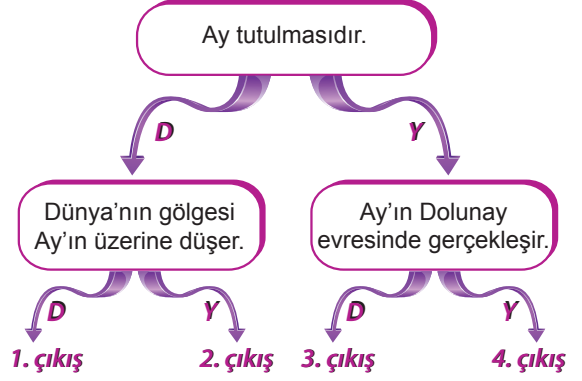 Ay tutulmasıdır.
D
Y
Dünya'nın gölgesi
Ay'ın üzerine düşer.
Ay'ın Dolunay
evresinde gerçekleşir.
D
Y
D
Y
1. çıkış
2. çıkış
3. çıkış
4. çıkış